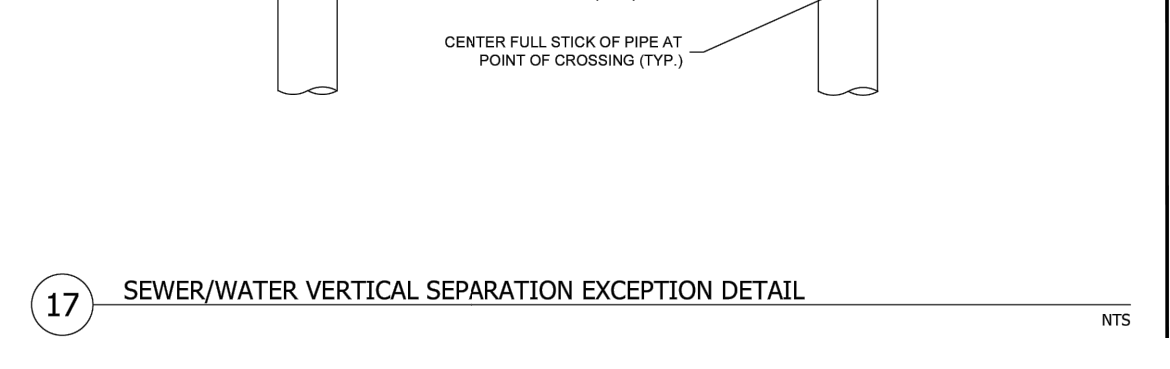 CENTER FULL STICK OF PIPE AT
POINT OF CROSSING (TYP.)
17
SEWER/WATER VERTICAL SEPARATION EXCEPTION DETAIL
NTS